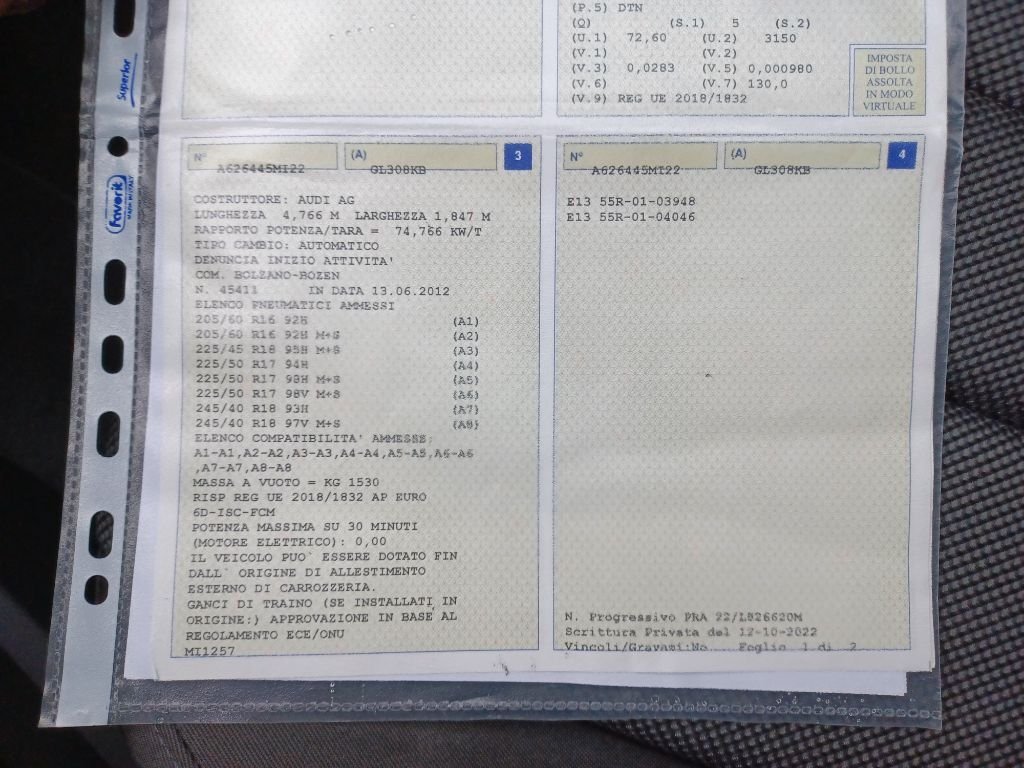 Superior
Favorit
MADE IN ITALY
(P.5) DTN
(Q) (S.1) 5 (S.2)
(U.1) 72,60 (U.2) 3150
(V.1) (V.2)
(V.3) 0,0283 (V.5) 0,000980
(V.6) (V.7) 130,0
(V.9) REG UE 2018/1832
IMPOSTA
DI BOLLO
ASSOLTA
IN MODO
VIRTUALE
N° (A) 3
A626445MI22 GL308KB
COSTRUTTORE: AUDI AG
LUNGHEZZA 4,766 M LARGHEZZA 1,847 M
RAPPORTO POTENZA/TARA = 74,766 KW/T
TIPO CAMBIO: AUTOMATICO
DENUNCIA INIZIO ATTIVITA'
COM. BOLZANO-BOZEN
N. 45411 IN DATA 13.06.2012
ELENCO PNEUMATICI AMMESSI
205/60 R16 92H (A1)
205/60 R16 92H M+S (A2)
225/45 R18 95H M+S (A3)
225/50 R17 94H (A4)
225/50 R17 98H M+S (A5)
225/50 R17 98V M+S (A6)
245/40 R18 93H (A7)
245/40 R18 97V M+S (A8)
ELENCO COMPATIBILITA' AMMESSE:
A1-A1,A2-A2,A3-A3,A4-A4,A5-A5,A6-A6
,A7-A7,A8-A8
MASSA A VUOTO = KG 1530
RISP REG UE 2018/1832 AP EURO
6D-ISC-FCM
POTENZA MASSIMA SU 30 MINUTI
(MOTORE ELETTRICO): 0,00
IL VEICOLO PUO` ESSERE DOTATO FIN
DALL` ORIGINE DI ALLESTIMENTO
ESTERNO DI CARROZZERIA.
GANCI DI TRAINO (SE INSTALLATI IN
ORIGINE:) APPROVAZIONE IN BASE AL
REGOLAMENTO ECE/ONU
MI1257
N° (A) 4
A626445MI22 GL308KB
E13 55R-01-03948
E13 55R-01-04046
N. Progressivo PRA 22/L826620M
Scrittura Privata del 12-10-2022
Vincoli/Gravami:No Foglio 1 di 2